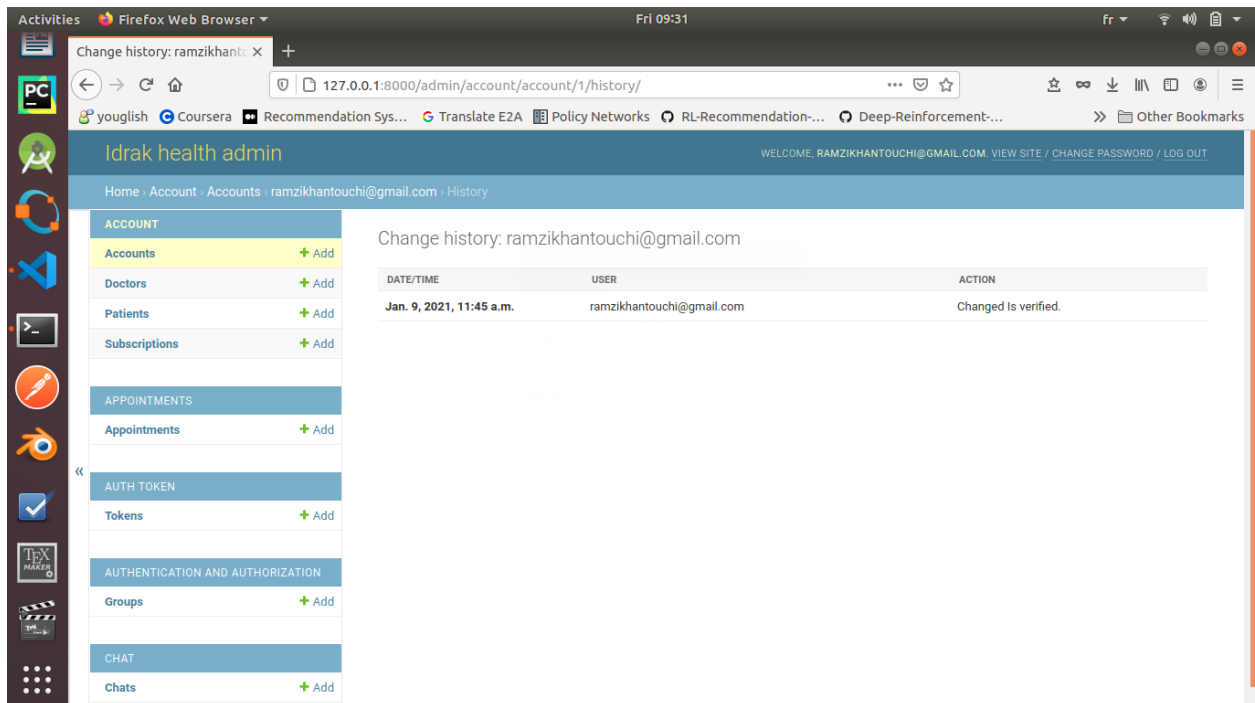 Activities Firefox Web Browser Fri 09:31 fr
Change history: ramzikhanto
127.0.0.1:8000/admin/account/account/1/history/
youglish Coursera Recommendation Sys... Translate E2A Policy Networks RL-Recommendation-... Deep-Reinforcement-... Other Bookmarks
Idrak health admin WELCOME, RAMZIKHANTOUCHI@GMAIL.COM. VIEW SITE / CHANGE PASSWORD / LOG OUT
Home › Account › Accounts › ramzikhantouchi@gmail.com › History
ACCOUNT
Accounts Add
Doctors Add
Patients Add
Subscriptions Add
APPOINTMENTS
Appointments Add
AUTH TOKEN
Tokens Add
AUTHENTICATION AND AUTHORIZATION
Groups Add
CHAT
Chats Add
Change history: ramzikhantouchi@gmail.com
DATE/TIME USER ACTION
Jan. 9, 2021, 11:45 a.m. ramzikhantouchi@gmail.com Changed Is verified.
PC
TEX
MAKER